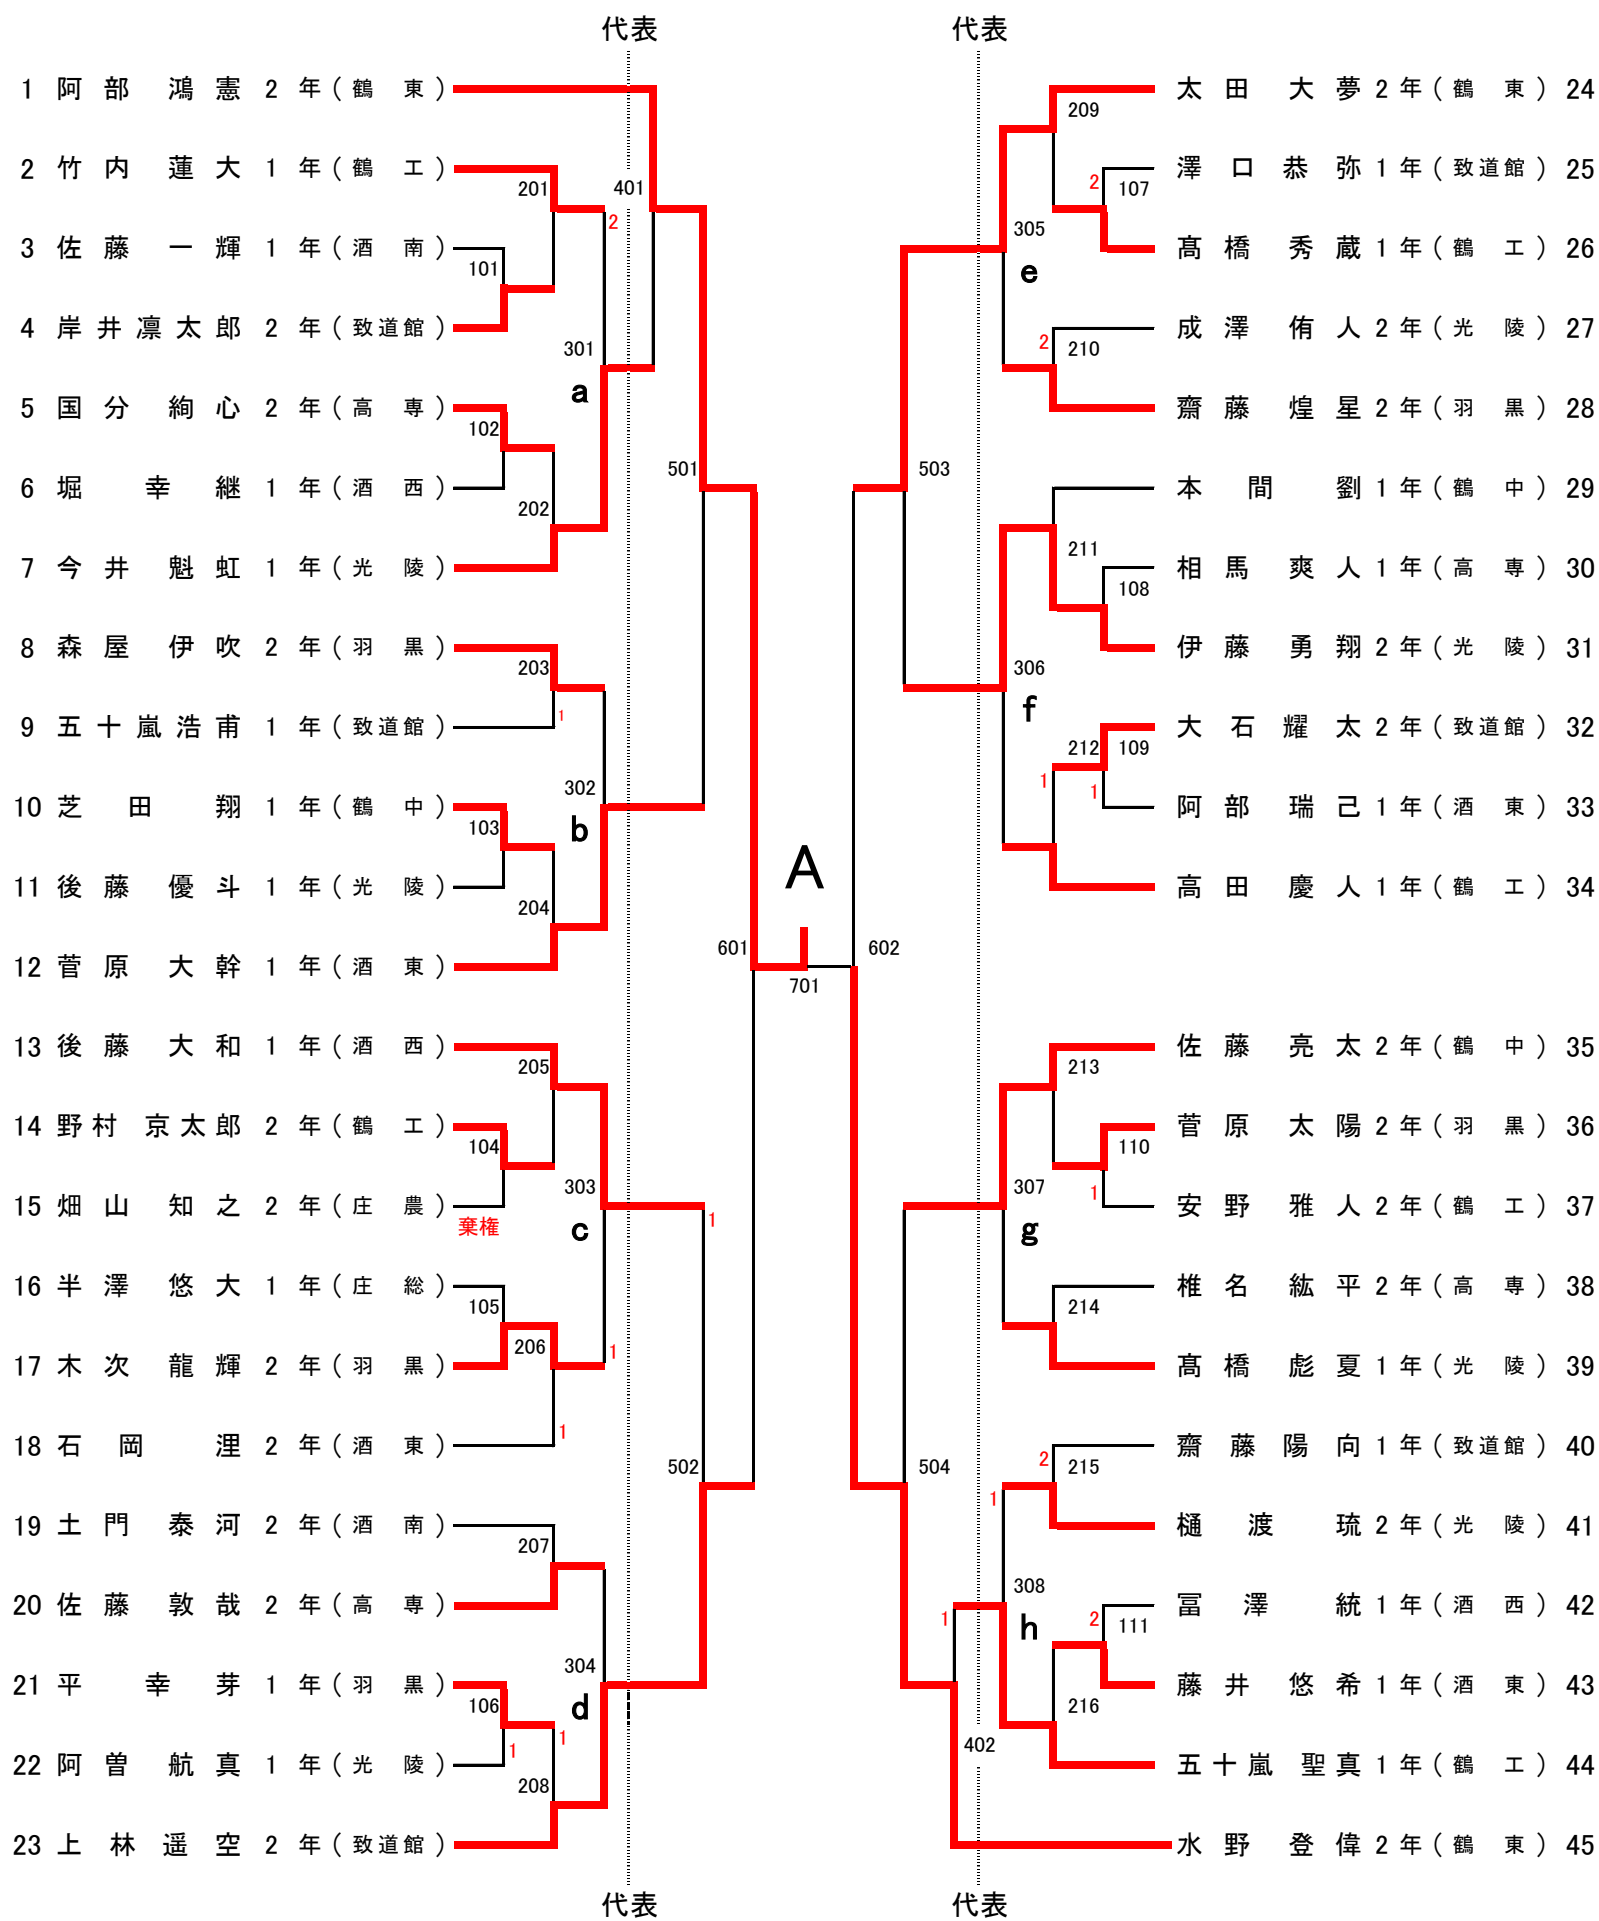 代表 代表
1 阿部 鴻憲 2 年 ( 鶴 東 )
2 竹内 蓮大 1 年 ( 鶴 工 )
3 佐藤 一輝 1 年 ( 酒 南 )
4 岸井凛太郎 2 年 ( 致道館 )
5 国分 絢心 2 年 ( 高 専 )
6 堀 幸継 1 年 ( 酒 西 )
7 今井 魁虹 1 年 ( 光 陵 )
8 森屋 伊吹 2 年 ( 羽 黒 )
9 五十嵐浩甫 1 年 ( 致道館 )
10 芝田 翔 1 年 ( 鶴 中 )
11 後藤 優斗 1 年 ( 光 陵 )
12 菅原 大幹 1 年 ( 酒 東 )
13 後藤 大和 1 年 ( 酒 西 )
14 野村 京太郎 2 年 ( 鶴 工 )
15 畑山 知之 2 年 ( 庄 農 )
棄権
16 半澤 悠大 1 年 ( 庄 総 )
17 木次 龍輝 2 年 ( 羽 黒 )
18 石岡 浬 2 年 ( 酒 東 )
19 土門 泰河 2 年 ( 酒 南 )
20 佐藤 敦哉 2 年 ( 高 専 )
21 平 幸芽 1 年 ( 羽 黒 )
22 阿曽 航真 1 年 ( 光 陵 )
23 上林 遥空 2 年 ( 致道館 )
201
101
102
202
203
103
204
205
104
105
206
207
106
208
2
1
1
1
1
1
1
301
a
302
b
303
c
304
d
401
501
502
601
A
701
602
503
504
402
305
e
306
f
307
g
308
h
209
107
210
211
108
212
109
213
110
214
215
111
216
2
2
1
1
1
2
1
2
1
太田 大夢 2 年 ( 鶴 東 ) 24
澤口 恭弥 1 年 ( 致道館 ) 25
髙橋 秀蔵 1 年 ( 鶴 工 ) 26
成澤 侑人 2 年 ( 光 陵 ) 27
齋藤 煌星 2 年 ( 羽 黒 ) 28
本間 劉 1 年 ( 鶴 中 ) 29
相馬 爽人 1 年 ( 高 専 ) 30
伊藤 勇翔 2 年 ( 光 陵 ) 31
大石 耀太 2 年 ( 致道館 ) 32
阿部 瑞己 1 年 ( 酒 東 ) 33
高田 慶人 1 年 ( 鶴 工 ) 34
佐藤 亮太 2 年 ( 鶴 中 ) 35
菅原 太陽 2 年 ( 羽 黒 ) 36
安野 雅人 2 年 ( 鶴 工 ) 37
椎名 紘平 2 年 ( 高 専 ) 38
髙橋 彪夏 1 年 ( 光 陵 ) 39
齋藤 陽向 1 年 ( 致道館 ) 40
樋渡 琉 2 年 ( 光 陵 ) 41
冨澤 統 1 年 ( 酒 西 ) 42
藤井 悠希 1 年 ( 酒 東 ) 43
五十嵐 聖真 1 年 ( 鶴 工 ) 44
水野 登偉 2 年 ( 鶴 東 ) 45
代表 代表